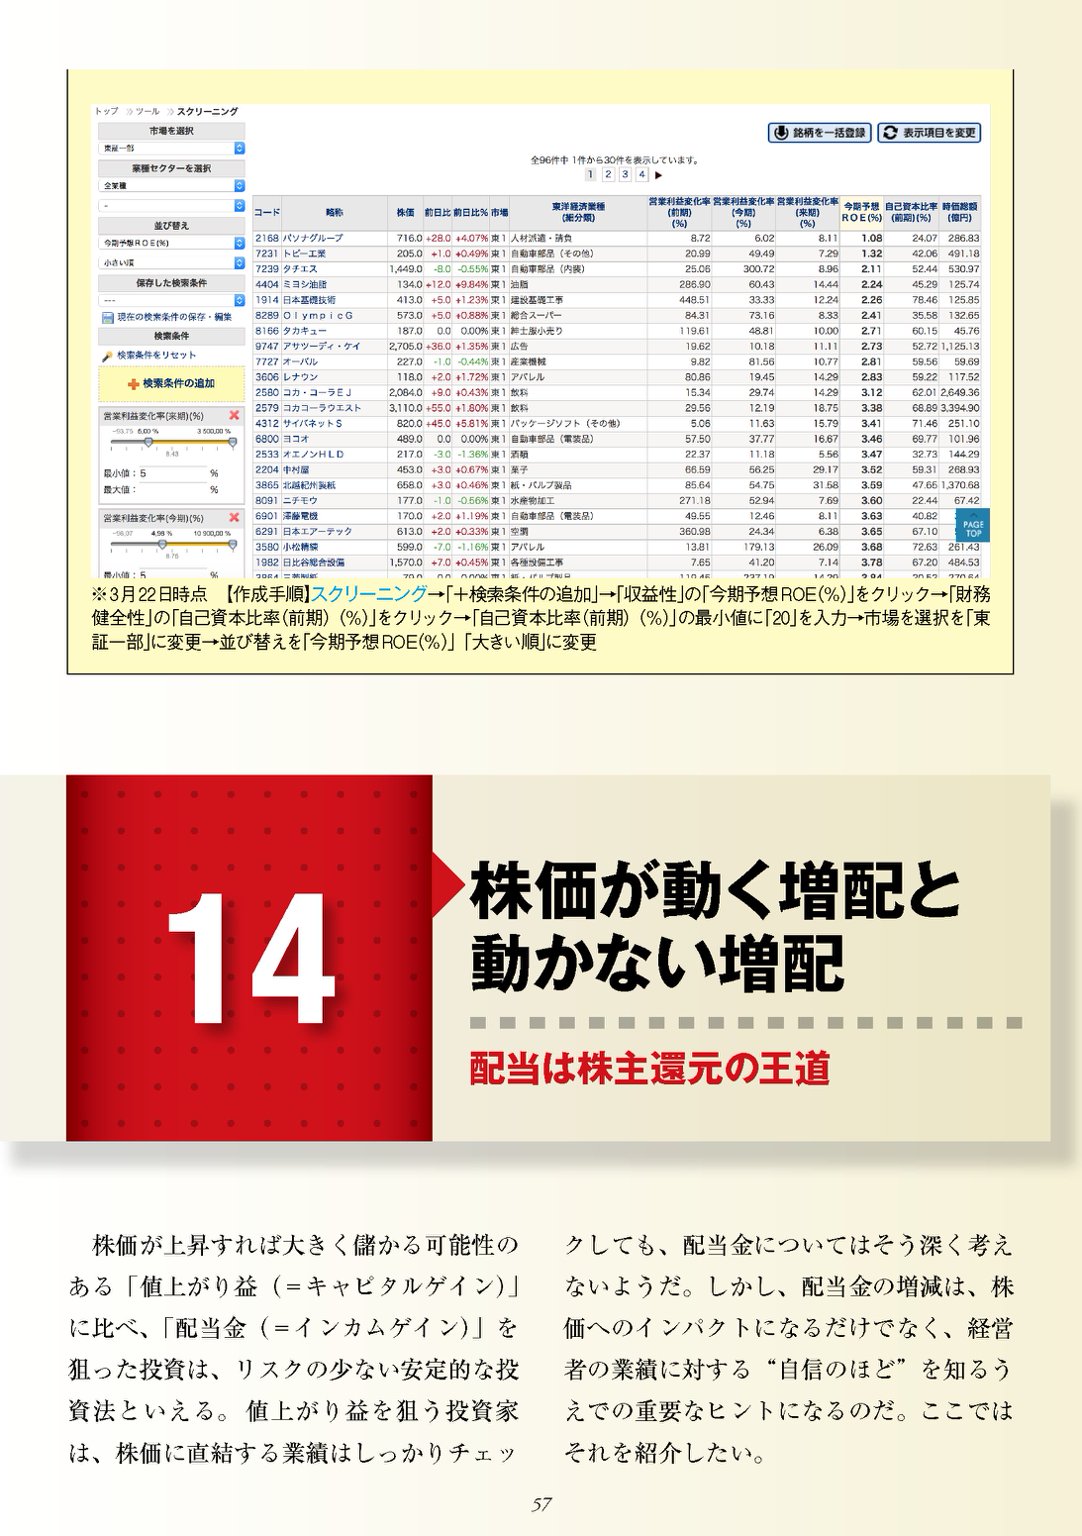 トップ ≫ツール ≫スクリーニング
市場を選択
東証一部
業種セクターを選択
全業種
-
並び替え
今期予想ROE(%)
小さい順
保存した検索条件
---
現在の検索条件の保存・編集
検索条件
検索条件をリセット
検索条件の追加
営業利益変化率(来期)(%)
-93.75 5.00 % 3 500.00 %
8.43
最小値：5 %
最大値： %
営業利益変化率(今期)(%)
-96.07 4.98 % 10 900.00 %
8.75
最小値：5 %
銘柄を一括登録 表示項目を変更
全96件中 1件から30件を表示しています。
1 2 3 4 ▶
コード 略称 株価 前日比 前日比% 市場 東洋経済業種(細分類) 営業利益変化率(前期)(%) 営業利益変化率(今期)(%) 営業利益変化率(来期)(%) 今期予想ROE(%) 自己資本比率(前期)(%) 時価総額(億円)
2168 パソナグループ 716.0 +28.0 +4.07% 東1 人材派遣・請負 8.72 6.02 8.11 1.08 24.07 286.83
7231 トピー工業 205.0 +1.0 +0.49% 東1 自動車部品（その他） 20.99 49.49 7.29 1.32 42.06 491.18
7239 タチエス 1,449.0 -8.0 -0.55% 東1 自動車部品（内装） 25.06 300.72 8.96 2.11 52.44 530.97
4404 ミヨシ油脂 134.0 +12.0 +9.84% 東1 油脂 286.90 60.43 14.44 2.24 45.29 125.74
1914 日本基礎技術 413.0 +5.0 +1.23% 東1 建設基礎工事 448.51 33.33 12.24 2.26 78.46 125.85
8289 ＯｌｙｍｐｉｃＧ 573.0 +5.0 +0.88% 東1 総合スーパー 84.31 73.16 8.33 2.41 35.58 132.65
8166 タカキュー 187.0 0.0 0.00% 東1 紳士服小売り 119.61 48.81 10.00 2.71 60.15 45.76
9747 アサツーディ・ケイ 2,705.0 +36.0 +1.35% 東1 広告 19.62 10.18 11.11 2.73 52.72 1,125.13
7727 オーバル 227.0 -1.0 -0.44% 東1 産業機械 9.82 81.56 10.77 2.81 59.56 59.69
3606 レナウン 118.0 +2.0 +1.72% 東1 アパレル 80.86 19.45 14.29 2.83 59.22 117.52
2580 コカ・コーラＥＪ 2,084.0 +9.0 +0.43% 東1 飲料 15.34 29.74 14.29 3.12 62.01 2,649.36
2579 コカコーラウエスト 3,110.0 +55.0 +1.80% 東1 飲料 29.56 12.19 18.75 3.38 68.89 3,394.90
4312 サイバネットＳ 820.0 +45.0 +5.81% 東1 パッケージソフト（その他） 5.06 11.63 15.79 3.41 71.46 251.10
6800 ヨコオ 489.0 0.0 0.00% 東1 自動車部品（電装品） 57.50 37.77 16.67 3.46 69.77 101.96
2533 オエノンＨＬＤ 217.0 -3.0 -1.36% 東1 酒類 22.37 11.18 5.56 3.47 32.73 144.29
2204 中村屋 453.0 +3.0 +0.67% 東1 菓子 66.59 56.25 29.17 3.52 59.31 268.93
3865 北越紀州製紙 658.0 +3.0 +0.46% 東1 紙・パルプ製品 85.64 54.75 31.58 3.59 47.65 1,370.68
8091 ニチモウ 177.0 -1.0 -0.56% 東1 水産物加工 271.18 52.94 7.69 3.60 22.44 67.42
6901 澤藤電機 170.0 +2.0 +1.19% 東1 自動車部品（電装品） 49.55 12.46 8.11 3.63 40.82
6291 日本エアーテック 613.0 +2.0 +0.33% 東1 空調 360.98 24.34 6.38 3.65 67.10
3580 小松精練 599.0 -7.0 -1.16% 東1 アパレル 13.81 179.13 26.09 3.68 72.63 261.43
1982 日比谷総合設備 1,570.0 +7.0 +0.45% 東1 各種設備工事 7.65 41.20 7.14 3.78 67.20 484.53
PAGE
TOP
※3月22日時点 【作成手順】スクリーニング→「＋検索条件の追加」→「収益性」の「今期予想ROE(%)」をクリック→「財務
健全性」の「自己資本比率(前期)（%)」をクリック→「自己資本比率(前期)（%)」の最小値に「20」を入力→市場を選択を「東
証一部」に変更→並び替えを「今期予想ROE(%)」「大きい順」に変更
14
株価が動く増配と
動かない増配
配当は株主還元の王道
株価が上昇すれば大きく儲かる可能性の
ある「値上がり益（＝キャピタルゲイン）」
に比べ、「配当金（＝インカムゲイン）」を
狙った投資は、リスクの少ない安定的な投
資法といえる。値上がり益を狙う投資家
は、株価に直結する業績はしっかりチェッ
クしても、配当金についてはそう深く考え
ないようだ。しかし、配当金の増減は、株
価へのインパクトになるだけでなく、経営
者の業績に対する“自信のほど”を知るう
えでの重要なヒントになるのだ。ここでは
それを紹介したい。
57